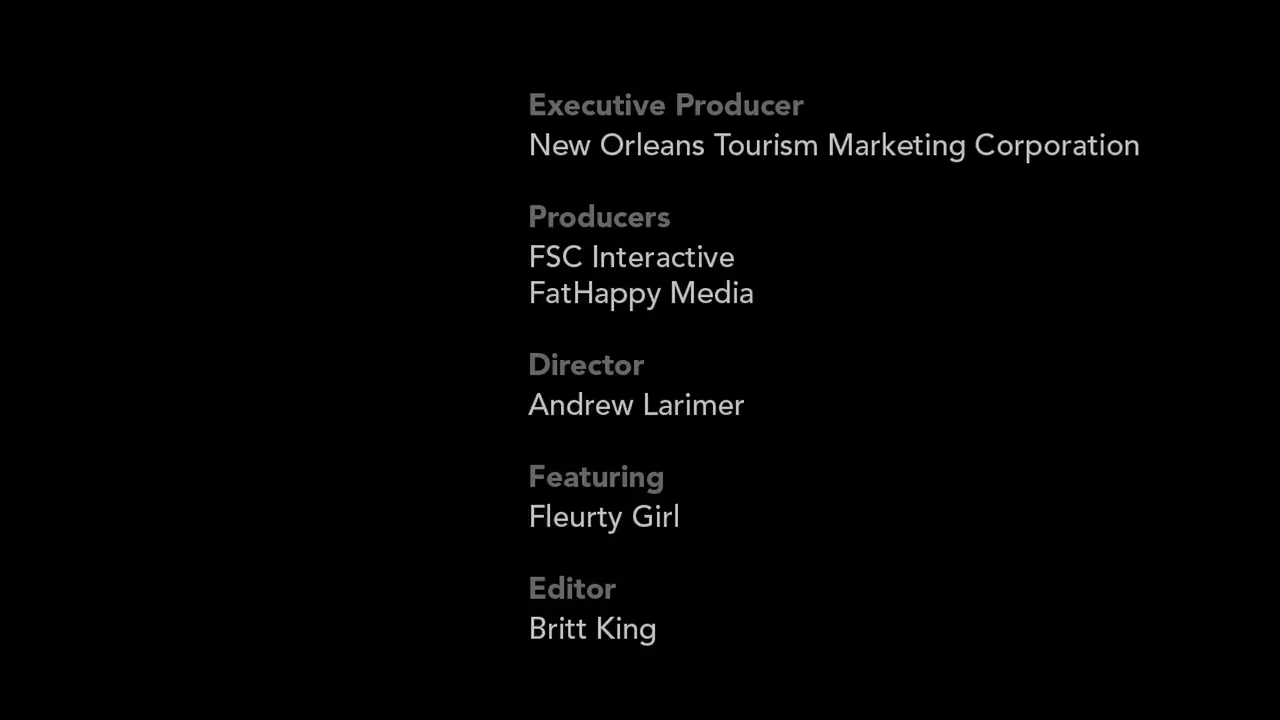 Executive Producer
New Orleans Tourism Marketing Corporation
Producers
FSC Interactive
FatHappy Media
Director
Andrew Larimer
Featuring
Fleurty Girl
Editor
Britt King